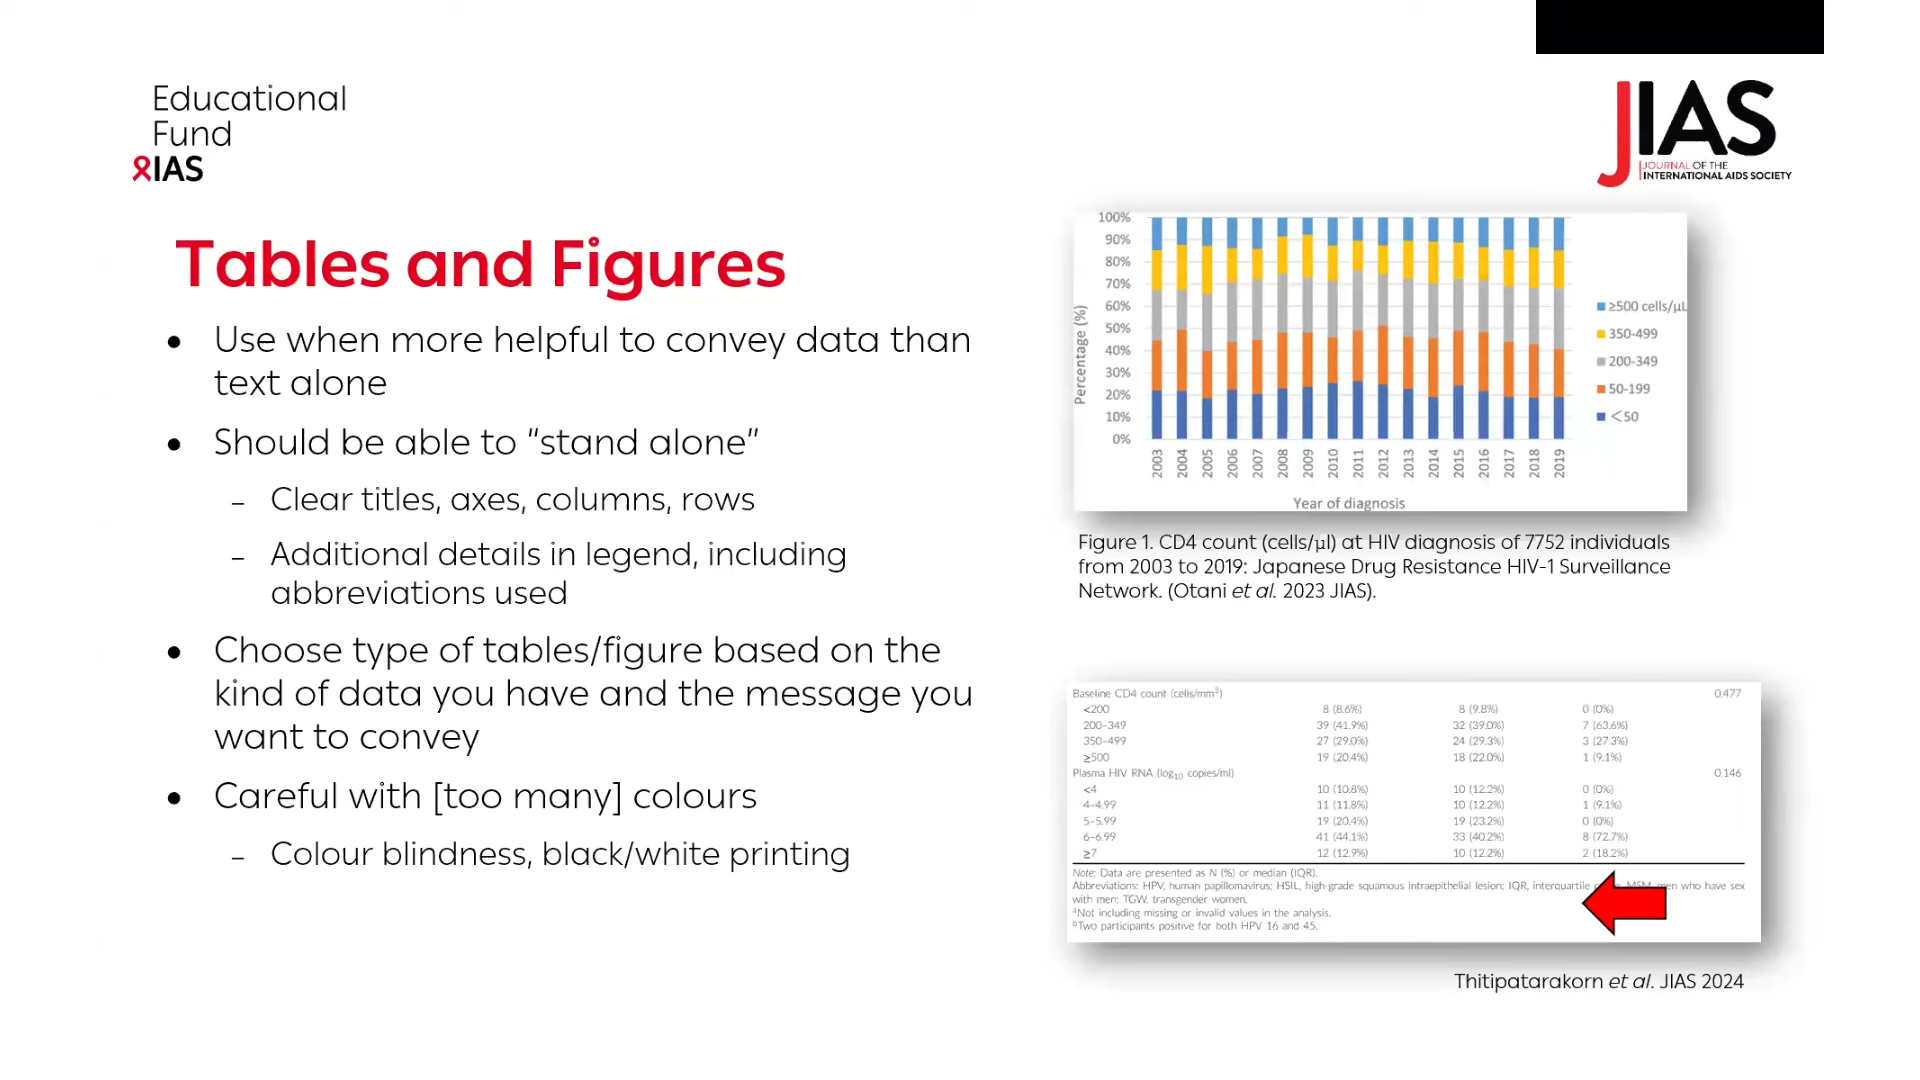 Educational
Fund
IAS
JIAS
JOURNAL OF THE
INTERNATIONAL AIDS SOCIETY
Tables and Figures
• Use when more helpful to convey data than
text alone
• Should be able to “stand alone”
– Clear titles, axes, columns, rows
– Additional details in legend, including
abbreviations used
• Choose type of tables/figure based on the
kind of data you have and the message you
want to convey
• Careful with [too many] colours
– Colour blindness, black/white printing
100%
90%
80%
70%
60%
50%
40%
30%
20%
10%
0%
Percentage (%)
2003 2004 2005 2006 2007 2008 2009 2010 2011 2012 2013 2014 2015 2016 2017 2018 2019
Year of diagnosis
≥500 cells/μL
350-499
200-349
50-199
<50
Figure 1. CD4 count (cells/μl) at HIV diagnosis of 7752 individuals
from 2003 to 2019: Japanese Drug Resistance HIV-1 Surveillance
Network. (Otani et al. 2023 JIAS).
Baseline CD4 count (cells/mm³) 0.477
<200 8 (8.6%) 8 (9.8%) 0 (0%)
200–349 39 (41.9%) 32 (39.0%) 7 (63.6%)
350–499 27 (29.0%) 24 (29.3%) 3 (27.3%)
≥500 19 (20.4%) 18 (22.0%) 1 (9.1%)
Plasma HIV RNA (log₁₀ copies/ml) 0.146
<4 10 (10.8%) 10 (12.2%) 0 (0%)
4–4.99 11 (11.8%) 10 (12.2%) 1 (9.1%)
5–5.99 19 (20.4%) 19 (23.2%) 0 (0%)
6–6.99 41 (44.1%) 33 (40.2%) 8 (72.7%)
≥7 12 (12.9%) 10 (12.2%) 2 (18.2%)
Note: Data are presented as N (%) or median (IQR).
Abbreviations: HPV, human papillomavirus; HSIL, high-grade squamous intraepithelial lesion; IQR, interquartile MSM, men who have sex
with men; TGW, transgender women.
ᵃNot including missing or invalid values in the analysis.
ᵇTwo participants positive for both HPV 16 and 45.
Thitipatarakorn et al. JIAS 2024